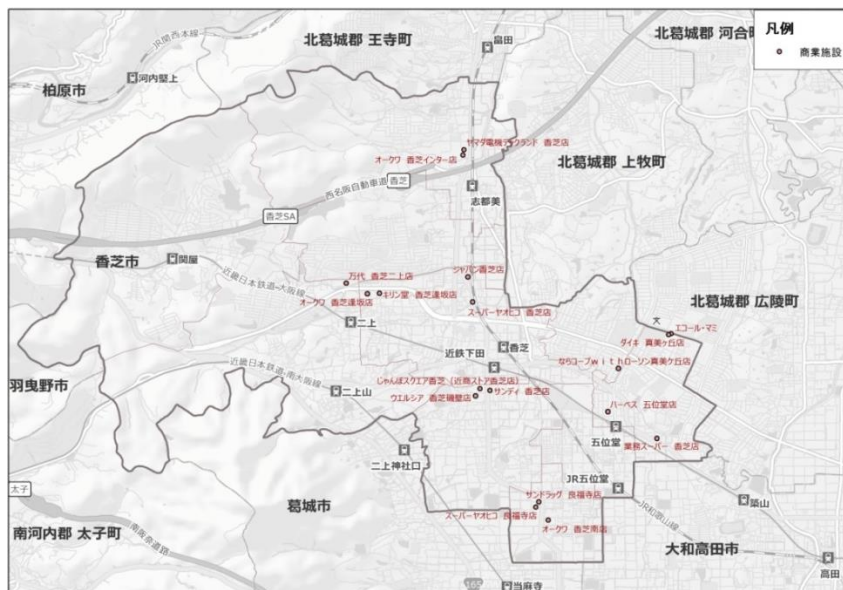 凡例
商業施設
北葛城郡 王寺町
北葛城郡 河合町
JR関西本線
畠田
河内堅上
柏原市
ヤマダ電機テックランド 香芝店
オークワ 香芝インター店
北葛城郡 上牧町
西名阪自動車道
香芝
志都美
香芝SA
香芝市
関屋
近畿日本鉄道-大阪線
万代 香芝二上店
ジャパン香芝店
オークワ 香芝逢坂店
キリン堂 香芝逢坂店
スーパーヤオヒコ 香芝店
北葛城郡 広陵町
エコール・マミ
ダイキ 真美ヶ丘店
二上
香芝
近鉄下田
近畿日本鉄道-南大阪線
ならコープwithローソン真美ヶ丘店
羽曳野市
二上山
じゃんぼスクエア香芝（近商ストア香芝店）
サンディ 香芝店
ウエルシア 香芝磯壁店
ハーベス 五位堂店
五位堂
業務スーパー 香芝店
二上神社口
JR五位堂
太子
葛城市
サンドラッグ 良福寺店
スーパーヤオヒコ 良福寺店
オークワ 香芝南店
JR和歌山線
築山
南河内郡 太子町
南阪奈道路
大和高田市
高田
165
当麻寺